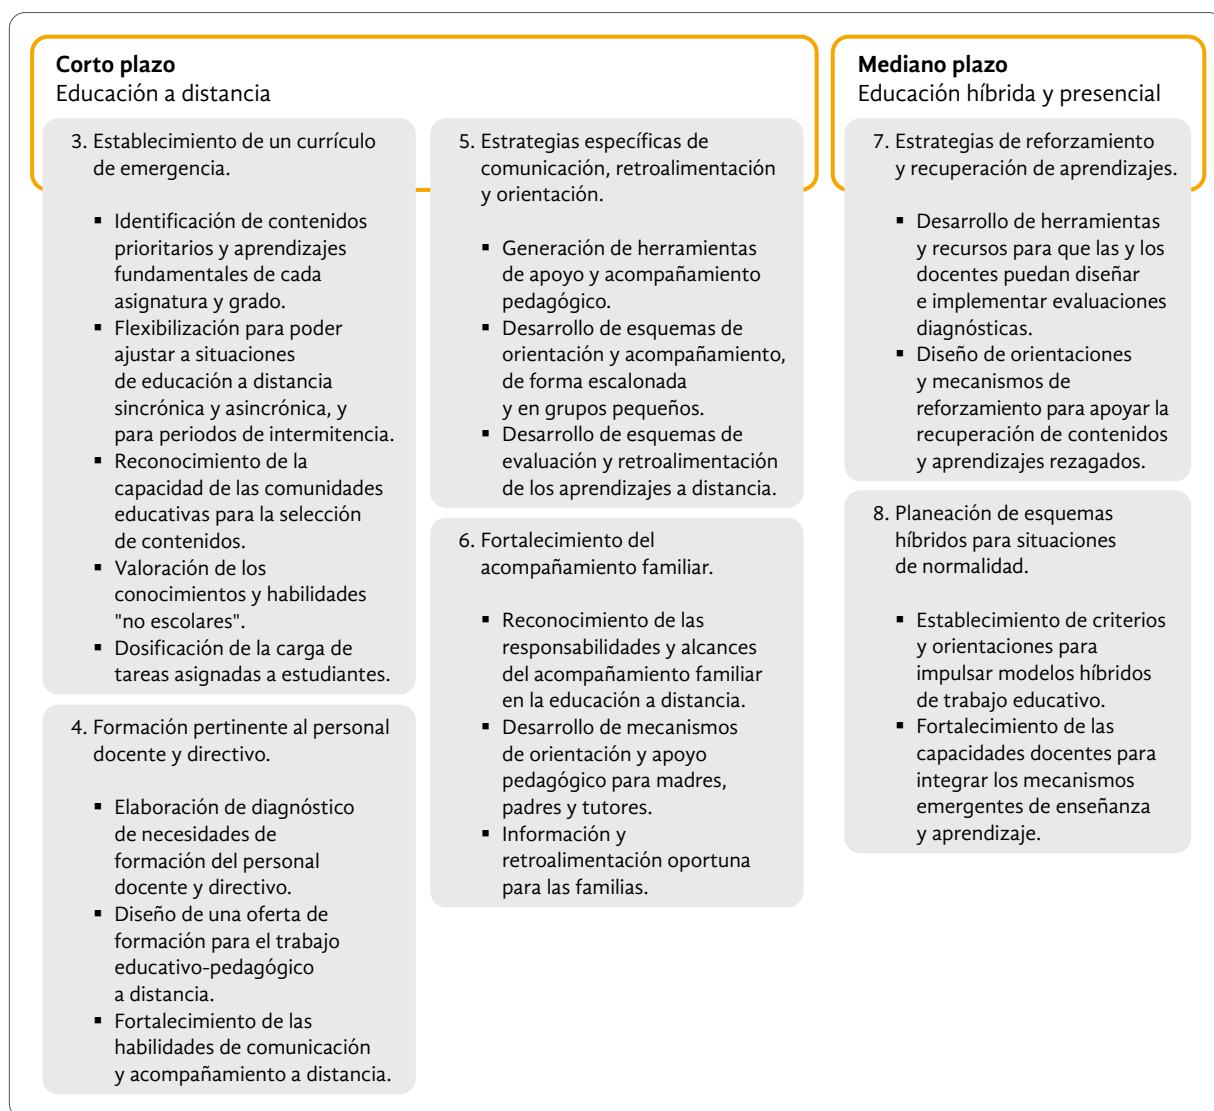 Corto plazo
Educación a distancia
3. Establecimiento de un currículo
de emergencia.
▪ Identificación de contenidos
prioritarios y aprendizajes
fundamentales de cada
asignatura y grado.
▪ Flexibilización para poder
ajustar a situaciones
de educación a distancia
sincrónica y asincrónica, y
para periodos de intermitencia.
▪ Reconocimiento de la
capacidad de las comunidades
educativas para la selección
de contenidos.
▪ Valoración de los
conocimientos y habilidades
"no escolares".
▪ Dosificación de la carga de
tareas asignadas a estudiantes.
4. Formación pertinente al personal
docente y directivo.
▪ Elaboración de diagnóstico
de necesidades de
formación del personal
docente y directivo.
▪ Diseño de una oferta de
formación para el trabajo
educativo-pedagógico
a distancia.
▪ Fortalecimiento de las
habilidades de comunicación
y acompañamiento a distancia.
5. Estrategias específicas de
comunicación, retroalimentación
y orientación.
▪ Generación de herramientas
de apoyo y acompañamiento
pedagógico.
▪ Desarrollo de esquemas de
orientación y acompañamiento,
de forma escalonada
y en grupos pequeños.
▪ Desarrollo de esquemas de
evaluación y retroalimentación
de los aprendizajes a distancia.
6. Fortalecimiento del
acompañamiento familiar.
▪ Reconocimiento de las
responsabilidades y alcances
del acompañamiento familiar
en la educación a distancia.
▪ Desarrollo de mecanismos
de orientación y apoyo
pedagógico para madres,
padres y tutores.
▪ Información y
retroalimentación oportuna
para las familias.
Mediano plazo
Educación híbrida y presencial
7. Estrategias de reforzamiento
y recuperación de aprendizajes.
▪ Desarrollo de herramientas
y recursos para que las y los
docentes puedan diseñar
e implementar evaluaciones
diagnósticas.
▪ Diseño de orientaciones
y mecanismos de
reforzamiento para apoyar la
recuperación de contenidos
y aprendizajes rezagados.
8. Planeación de esquemas
híbridos para situaciones
de normalidad.
▪ Establecimiento de criterios
y orientaciones para
impulsar modelos híbridos
de trabajo educativo.
▪ Fortalecimiento de las
capacidades docentes para
integrar los mecanismos
emergentes de enseñanza
y aprendizaje.